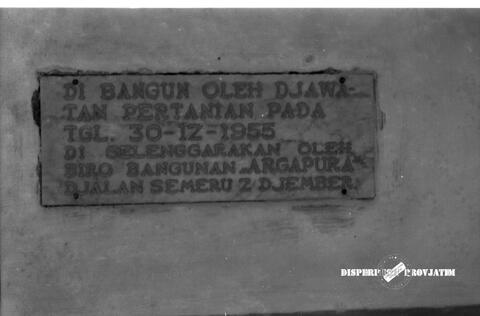 DI BANGUN OLEH DJAWA-
TAN PERTANIAN PADA
TGL. 30-12-1955
DI SELENGGARAKAN OLEH
BIRO BANGUNAN „ARGAPURA"
DJALAN SEMERU 2 DJEMBER.